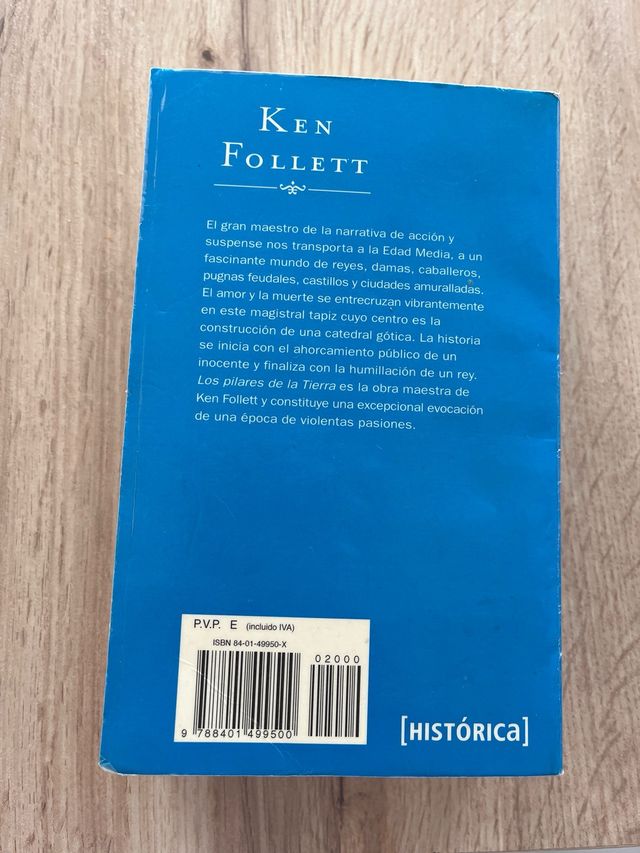 KEN
FOLLETT
El gran maestro de la narrativa de acción y
suspense nos transporta a la Edad Media, a un
fascinante mundo de reyes, damas, caballeros,
pugnas feudales, castillos y ciudades amuralladas.
El amor y la muerte se entrecruzan vibrantemente
en este magistral tapiz cuyo centro es la
construcción de una catedral gótica. La historia
se inicia con el ahorcamiento público de un
inocente y finaliza con la humillación de un rey.
Los pilares de la Tierra es la obra maestra de
Ken Follett y constituye una excepcional evocación
de una época de violentas pasiones.
P.V.P. E (incluido IVA)
ISBN 84-01-49950-X
02000
9 788401 499500
[HISTÓRICa]